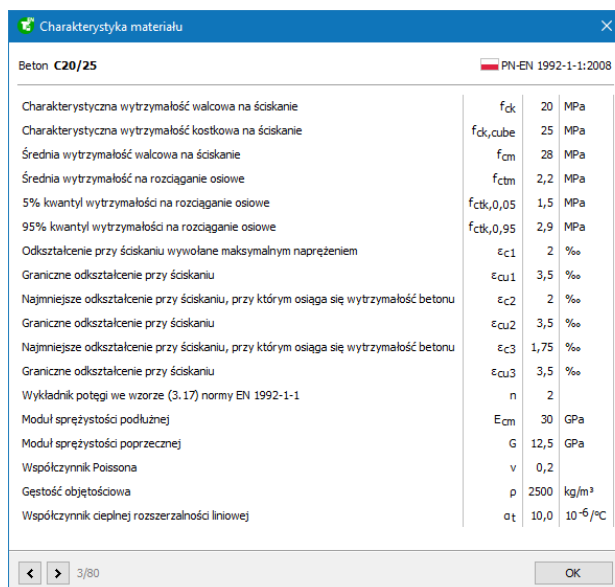 Charakterystyka materiału
Beton C20/25 PN-EN 1992-1-1:2008
Charakterystyczna wytrzymałość walcowa na ściskanie fck 20 MPa
Charakterystyczna wytrzymałość kostkowa na ściskanie fck,cube 25 MPa
Średnia wytrzymałość walcowa na ściskanie fcm 28 MPa
Średnia wytrzymałość na rozciąganie osiowe fctm 2,2 MPa
5% kwantyl wytrzymałości na rozciąganie osiowe fctk,0,05 1,5 MPa
95% kwantyl wytrzymałości na rozciąganie osiowe fctk,0,95 2,9 MPa
Odkształcenie przy ściskaniu wywołane maksymalnym naprężeniem εc1 2 ‰
Graniczne odkształcenie przy ściskaniu εcu1 3,5 ‰
Najmniejsze odkształcenie przy ściskaniu, przy którym osiąga się wytrzymałość betonu εc2 2 ‰
Graniczne odkształcenie przy ściskaniu εcu2 3,5 ‰
Najmniejsze odkształcenie przy ściskaniu, przy którym osiąga się wytrzymałość betonu εc3 1,75 ‰
Graniczne odkształcenie przy ściskaniu εcu3 3,5 ‰
Wykładnik potęgi we wzorze (3.17) normy EN 1992-1-1 n 2
Moduł sprężystości podłużnej Ecm 30 GPa
Moduł sprężystości poprzecznej G 12,5 GPa
Współczynnik Poissona ν 0,2
Gęstość objętościowa ρ 2500 kg/m³
Współczynnik cieplnej rozszerzalności liniowej αt 10,0 10⁻⁶/°C
3/80 OK